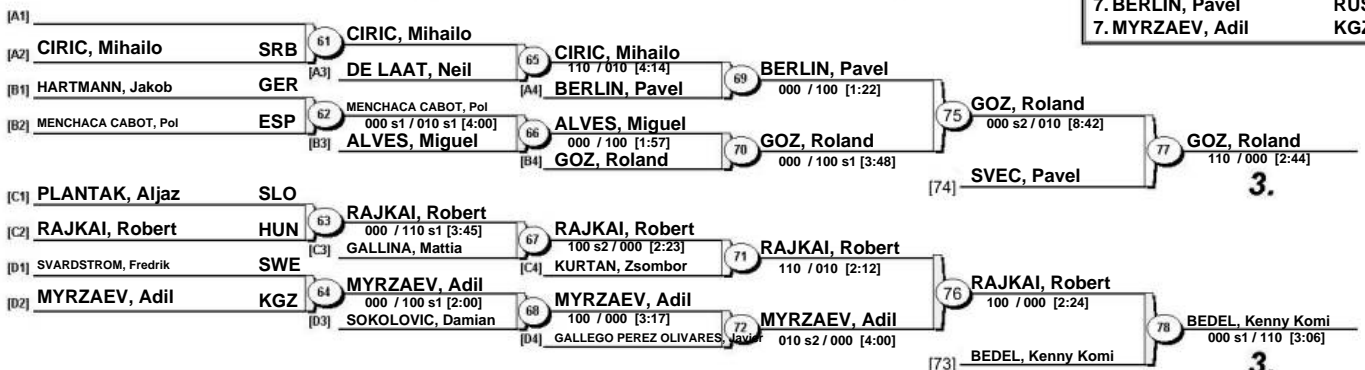 7. BERLIN, Pavel RUS
7. MYRZAEV, Adil KGZ
[A1]
[A2] CIRIC, Mihailo SRB
61
CIRIC, Mihailo
[A3] DE LAAT, Neil
65
CIRIC, Mihailo
110 / 010 [4:14]
[A4] BERLIN, Pavel
69
BERLIN, Pavel
000 / 100 [1:22]
[B1] HARTMANN, Jakob GER
[B2] MENCHACA CABOT, Pol ESP
62
MENCHACA CABOT, Pol
000 s1 / 010 s1 [4:00]
[B3] ALVES, Miguel
66
ALVES, Miguel
000 / 100 [1:57]
[B4] GOZ, Roland
70
GOZ, Roland
000 / 100 s1 [3:48]
75
GOZ, Roland
000 s2 / 010 [8:42]
[74] SVEC, Pavel
77
GOZ, Roland
110 / 000 [2:44]
3.
[C1] PLANTAK, Aljaz SLO
[C2] RAJKAI, Robert HUN
63
RAJKAI, Robert
000 / 110 s1 [3:45]
[C3] GALLINA, Mattia
67
RAJKAI, Robert
100 s2 / 000 [2:23]
[C4] KURTAN, Zsombor
71
RAJKAI, Robert
110 / 010 [2:12]
[D1] SVARDSTROM, Fredrik SWE
[D2] MYRZAEV, Adil KGZ
64
MYRZAEV, Adil
000 / 100 s1 [2:00]
[D3] SOKOLOVIC, Damian
68
MYRZAEV, Adil
100 / 000 [3:17]
[D4] GALLEGO PEREZ OLIVARES, Javier
72
MYRZAEV, Adil
010 s2 / 000 [4:00]
76
RAJKAI, Robert
100 / 000 [2:24]
[73] BEDEL, Kenny Komi
78
BEDEL, Kenny Komi
000 s1 / 110 [3:06]
3.